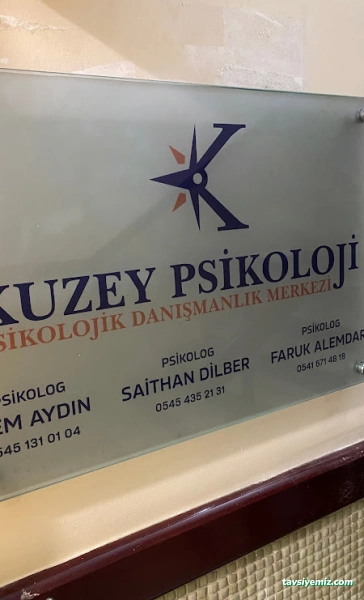 K
KUZEY PSİKOLOJİ
PSİKOLOJİK DANIŞMANLIK MERKEZİ
PSİKOLOG
AYDIN
0545 131 01 04
PSİKOLOG
SAİTHAN DİLBER
0545 435 21 31
PSİKOLOG
FARUK ALEMDAR
0541 671 48 18
tavsiyemiz.com